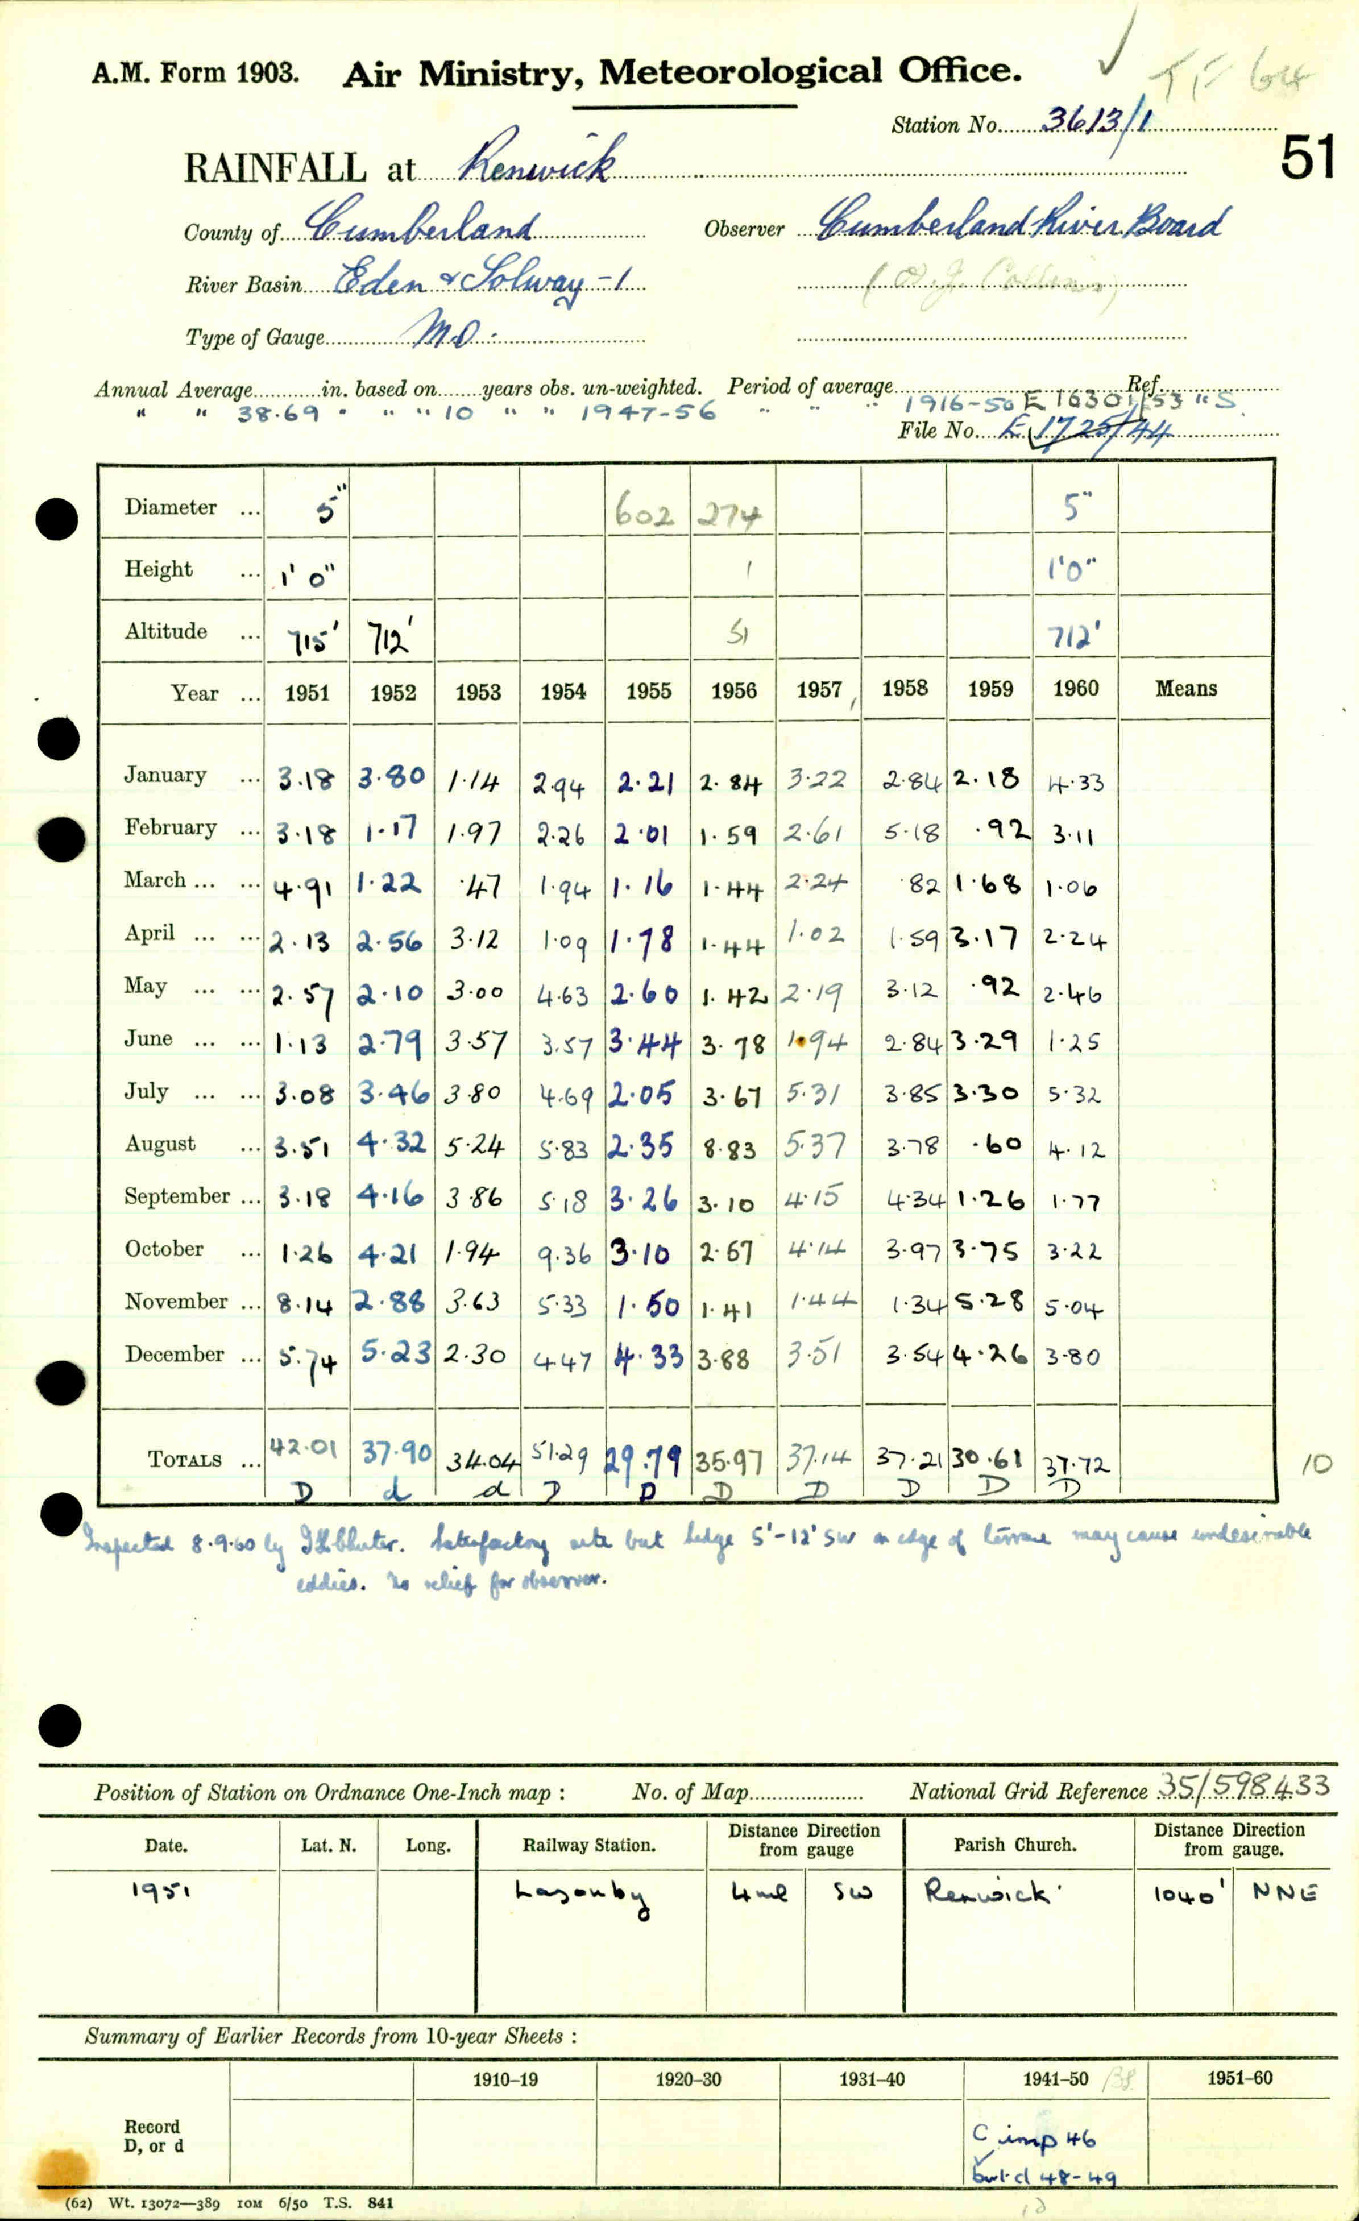 A.M. Form 1903. Air Ministry, Meteorological Office. ✓ TF 64
Station No. 3613/1
51
RAINFALL at Renwick
County of Cumberland Observer Cumberland River Board
River Basin Eden & Solway - 1 (O.J. Collins)
Type of Gauge MO.
Annual Average in. based on years obs. un-weighted. Period of average Ref.
" " 38.69 " " " 10 " " 1947-56 " " " 1916-50 E 16301/53 "S.
File No. E 1725/44
Diameter ... 5" 602 274 5"
Height ... 1' 0" 1 1'0"
Altitude ... 715' 712' 51 712'
Year ... 1951 1952 1953 1954 1955 1956 1957 1958 1959 1960 Means
January ... 3.18 3.80 1.14 2.94 2.21 2.84 3.22 2.84 2.18 4.33
February ... 3.18 1.17 1.97 2.26 2.01 1.59 2.61 5.18 .92 3.11
March ... ... 4.91 1.22 .47 1.94 1.16 1.44 2.24 .82 1.68 1.06
April ... ... 2.13 2.56 3.12 1.09 1.78 1.44 1.02 1.59 3.17 2.24
May ... ... 2.57 2.10 3.00 4.63 2.60 1.42 2.19 3.12 .92 2.46
June ... ... 1.13 2.79 3.57 3.57 3.44 3.78 1.94 2.84 3.29 1.25
July ... ... 3.08 3.46 3.80 4.69 2.05 3.67 5.31 3.85 3.30 5.32
August ... 3.51 4.32 5.24 5.83 2.35 8.83 5.37 3.78 .60 4.12
September ... 3.18 4.16 3.86 5.18 3.26 3.10 4.15 4.34 1.26 1.77
October ... 1.26 4.21 1.94 9.36 3.10 2.57 4.14 3.97 3.75 3.22
November ... 8.14 2.88 3.63 5.33 1.50 1.41 1.44 1.34 5.28 5.04
December ... 5.74 5.23 2.30 4.47 4.33 3.88 3.51 3.54 4.26 3.80
TOTALS ... 42.01 37.90 34.04 51.29 29.79 35.97 37.14 37.21 30.61 37.72 10
D d d D D D D D D D
Inspected 8.9.60 by Satisfactory site but hedge 5'-12' SW on edge of terrace may cause undesirable
eddies. No relief for observer.
Position of Station on Ordnance One-Inch map : No. of Map National Grid Reference 35/598433
Date. Lat. N. Long. Railway Station. Distance Direction from gauge Parish Church. Distance Direction from gauge.
1951 Lazonby 4ml SW Renwick 1040' NNE
Summary of Earlier Records from 10-year Sheets :
1910–19 1920–30 1931–40 1941–50 1951–60
Record
D, or d
C imp 46
but d 48-49
(62) Wt. 13072—389 10M 6/50 T.S. 841